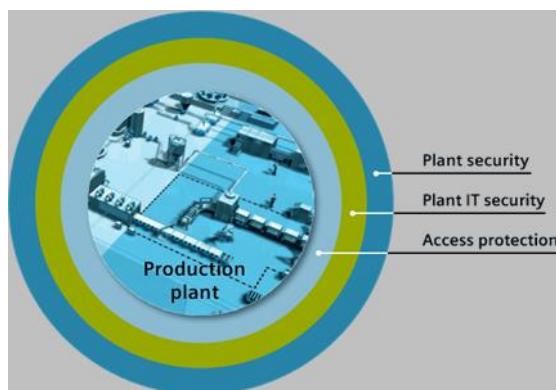 Plant security
Plant IT security
Access protection
Production
plant